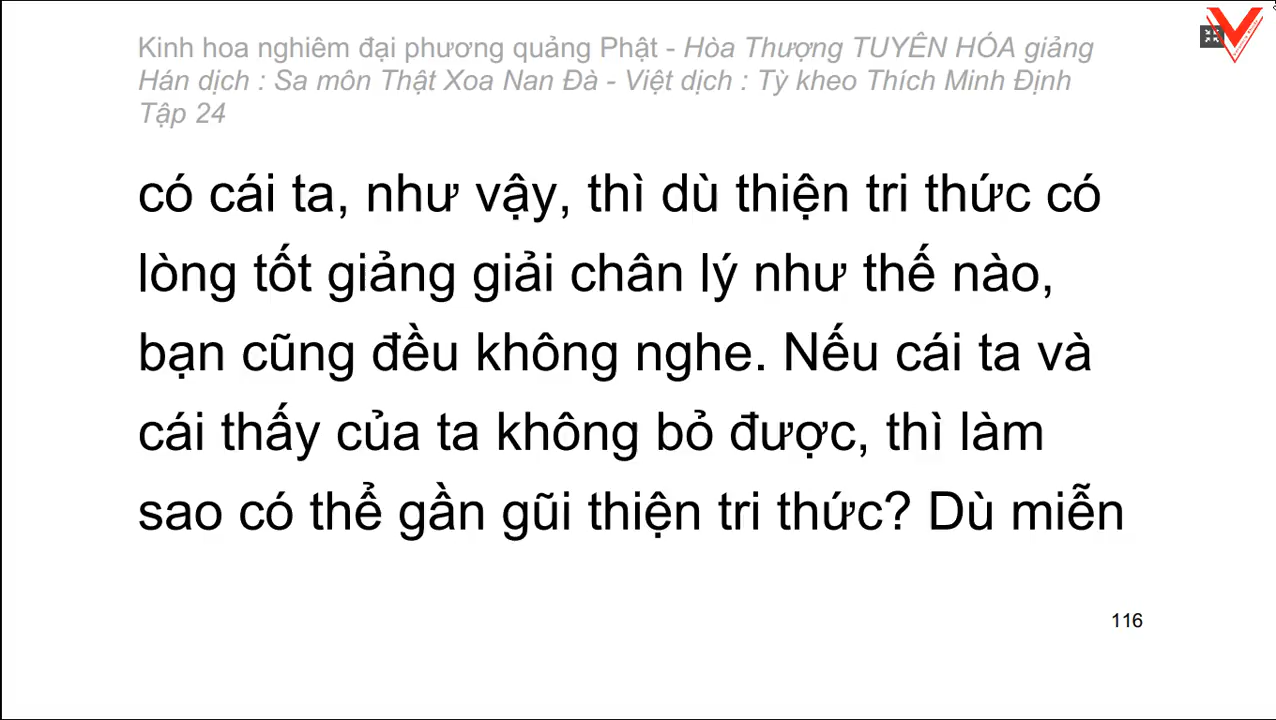 Kinh hoa nghiêm đại phương quảng Phật - Hòa Thượng TUYÊN HÓA giảng
Hán dịch : Sa môn Thật Xoa Nan Đà - Việt dịch : Tỳ kheo Thích Minh Định
Tập 24
có cái ta, như vậy, thì dù thiện tri thức có
lòng tốt giảng giải chân lý như thế nào,
bạn cũng đều không nghe. Nếu cái ta và
cái thấy của ta không bỏ được, thì làm
sao có thể gần gũi thiện tri thức? Dù miễn
116